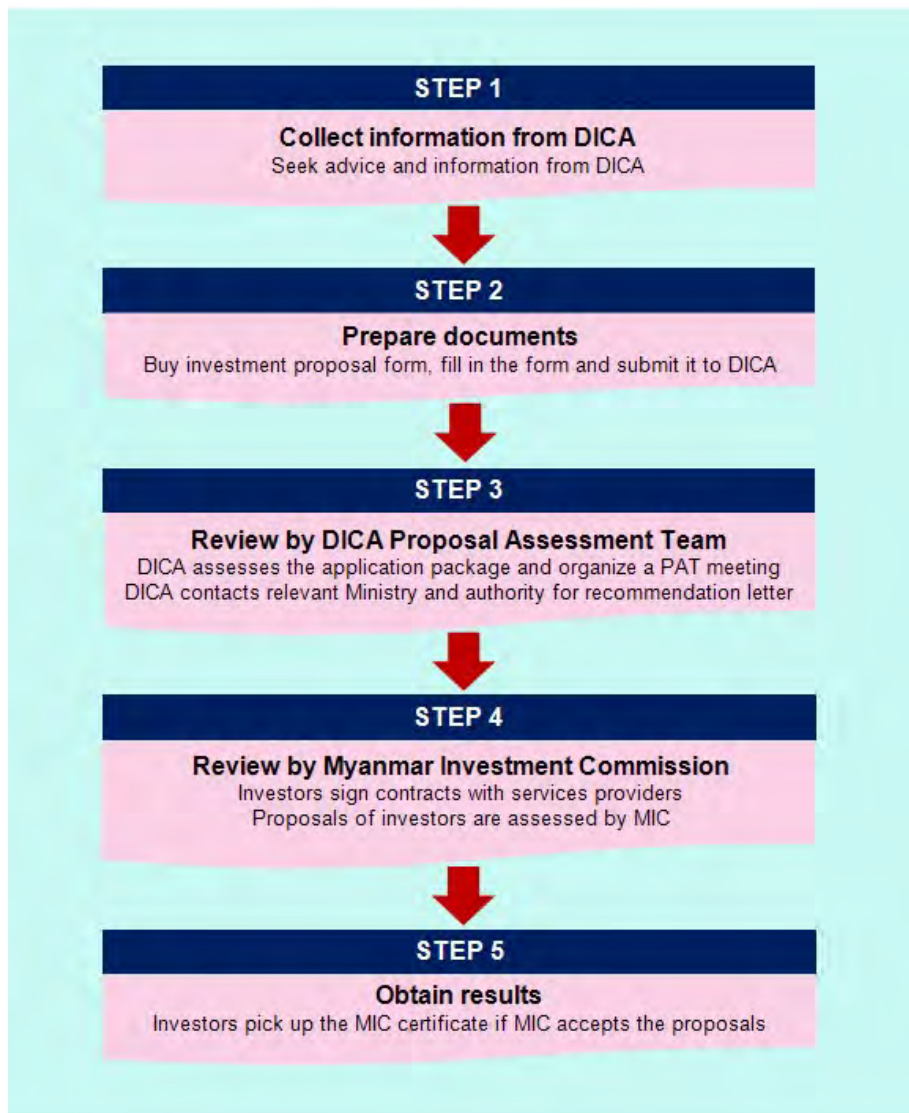 STEP 1
Collect information from DICA
Seek advice and information from DICA
STEP 2
Prepare documents
Buy investment proposal form, fill in the form and submit it to DICA
STEP 3
Review by DICA Proposal Assessment Team
DICA assesses the application package and organize a PAT meeting
DICA contacts relevant Ministry and authority for recommendation letter
STEP 4
Review by Myanmar Investment Commission
Investors sign contracts with services providers
Proposals of investors are assessed by MIC
STEP 5
Obtain results
Investors pick up the MIC certificate if MIC accepts the proposals